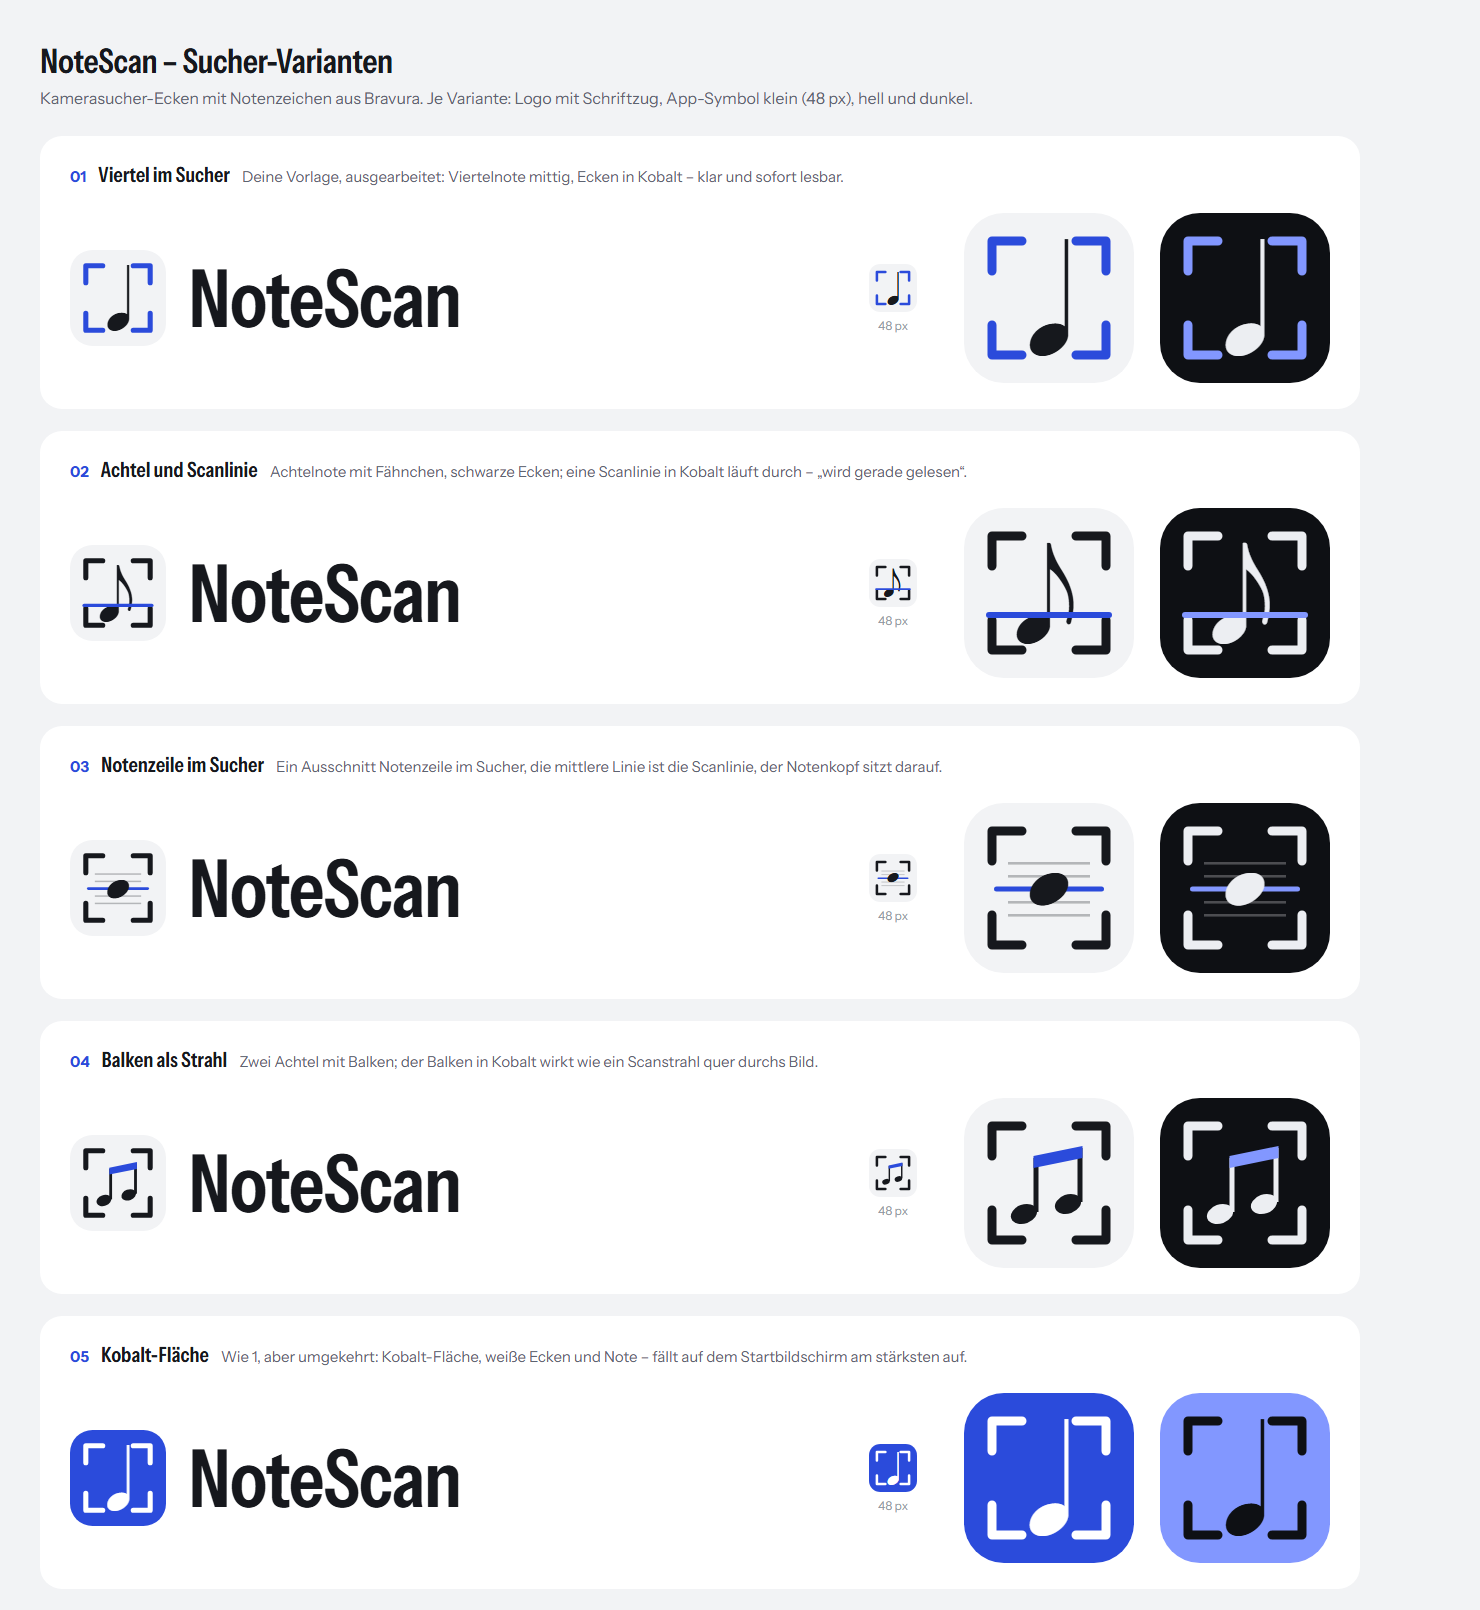 NoteScan – Sucher-Varianten
Kamerasucher-Ecken mit Notenzeichen aus Bravura. Je Variante: Logo mit Schriftzug, App-Symbol klein (48 px), hell und dunkel.
01 Viertel im Sucher Deine Vorlage, ausgearbeitet: Viertelnote mittig, Ecken in Kobalt – klar und sofort lesbar.
NoteScan
48 px
02 Achtel und Scanlinie Achtelnote mit Fähnchen, schwarze Ecken; eine Scanlinie in Kobalt läuft durch – „wird gerade gelesen“.
NoteScan
48 px
03 Notenzeile im Sucher Ein Ausschnitt Notenzeile im Sucher, die mittlere Linie ist die Scanlinie, der Notenkopf sitzt darauf.
NoteScan
48 px
04 Balken als Strahl Zwei Achtel mit Balken; der Balken in Kobalt wirkt wie ein Scanstrahl quer durchs Bild.
NoteScan
48 px
05 Kobalt-Fläche Wie 1, aber umgekehrt: Kobalt-Fläche, weiße Ecken und Note – fällt auf dem Startbildschirm am stärksten auf.
NoteScan
48 px